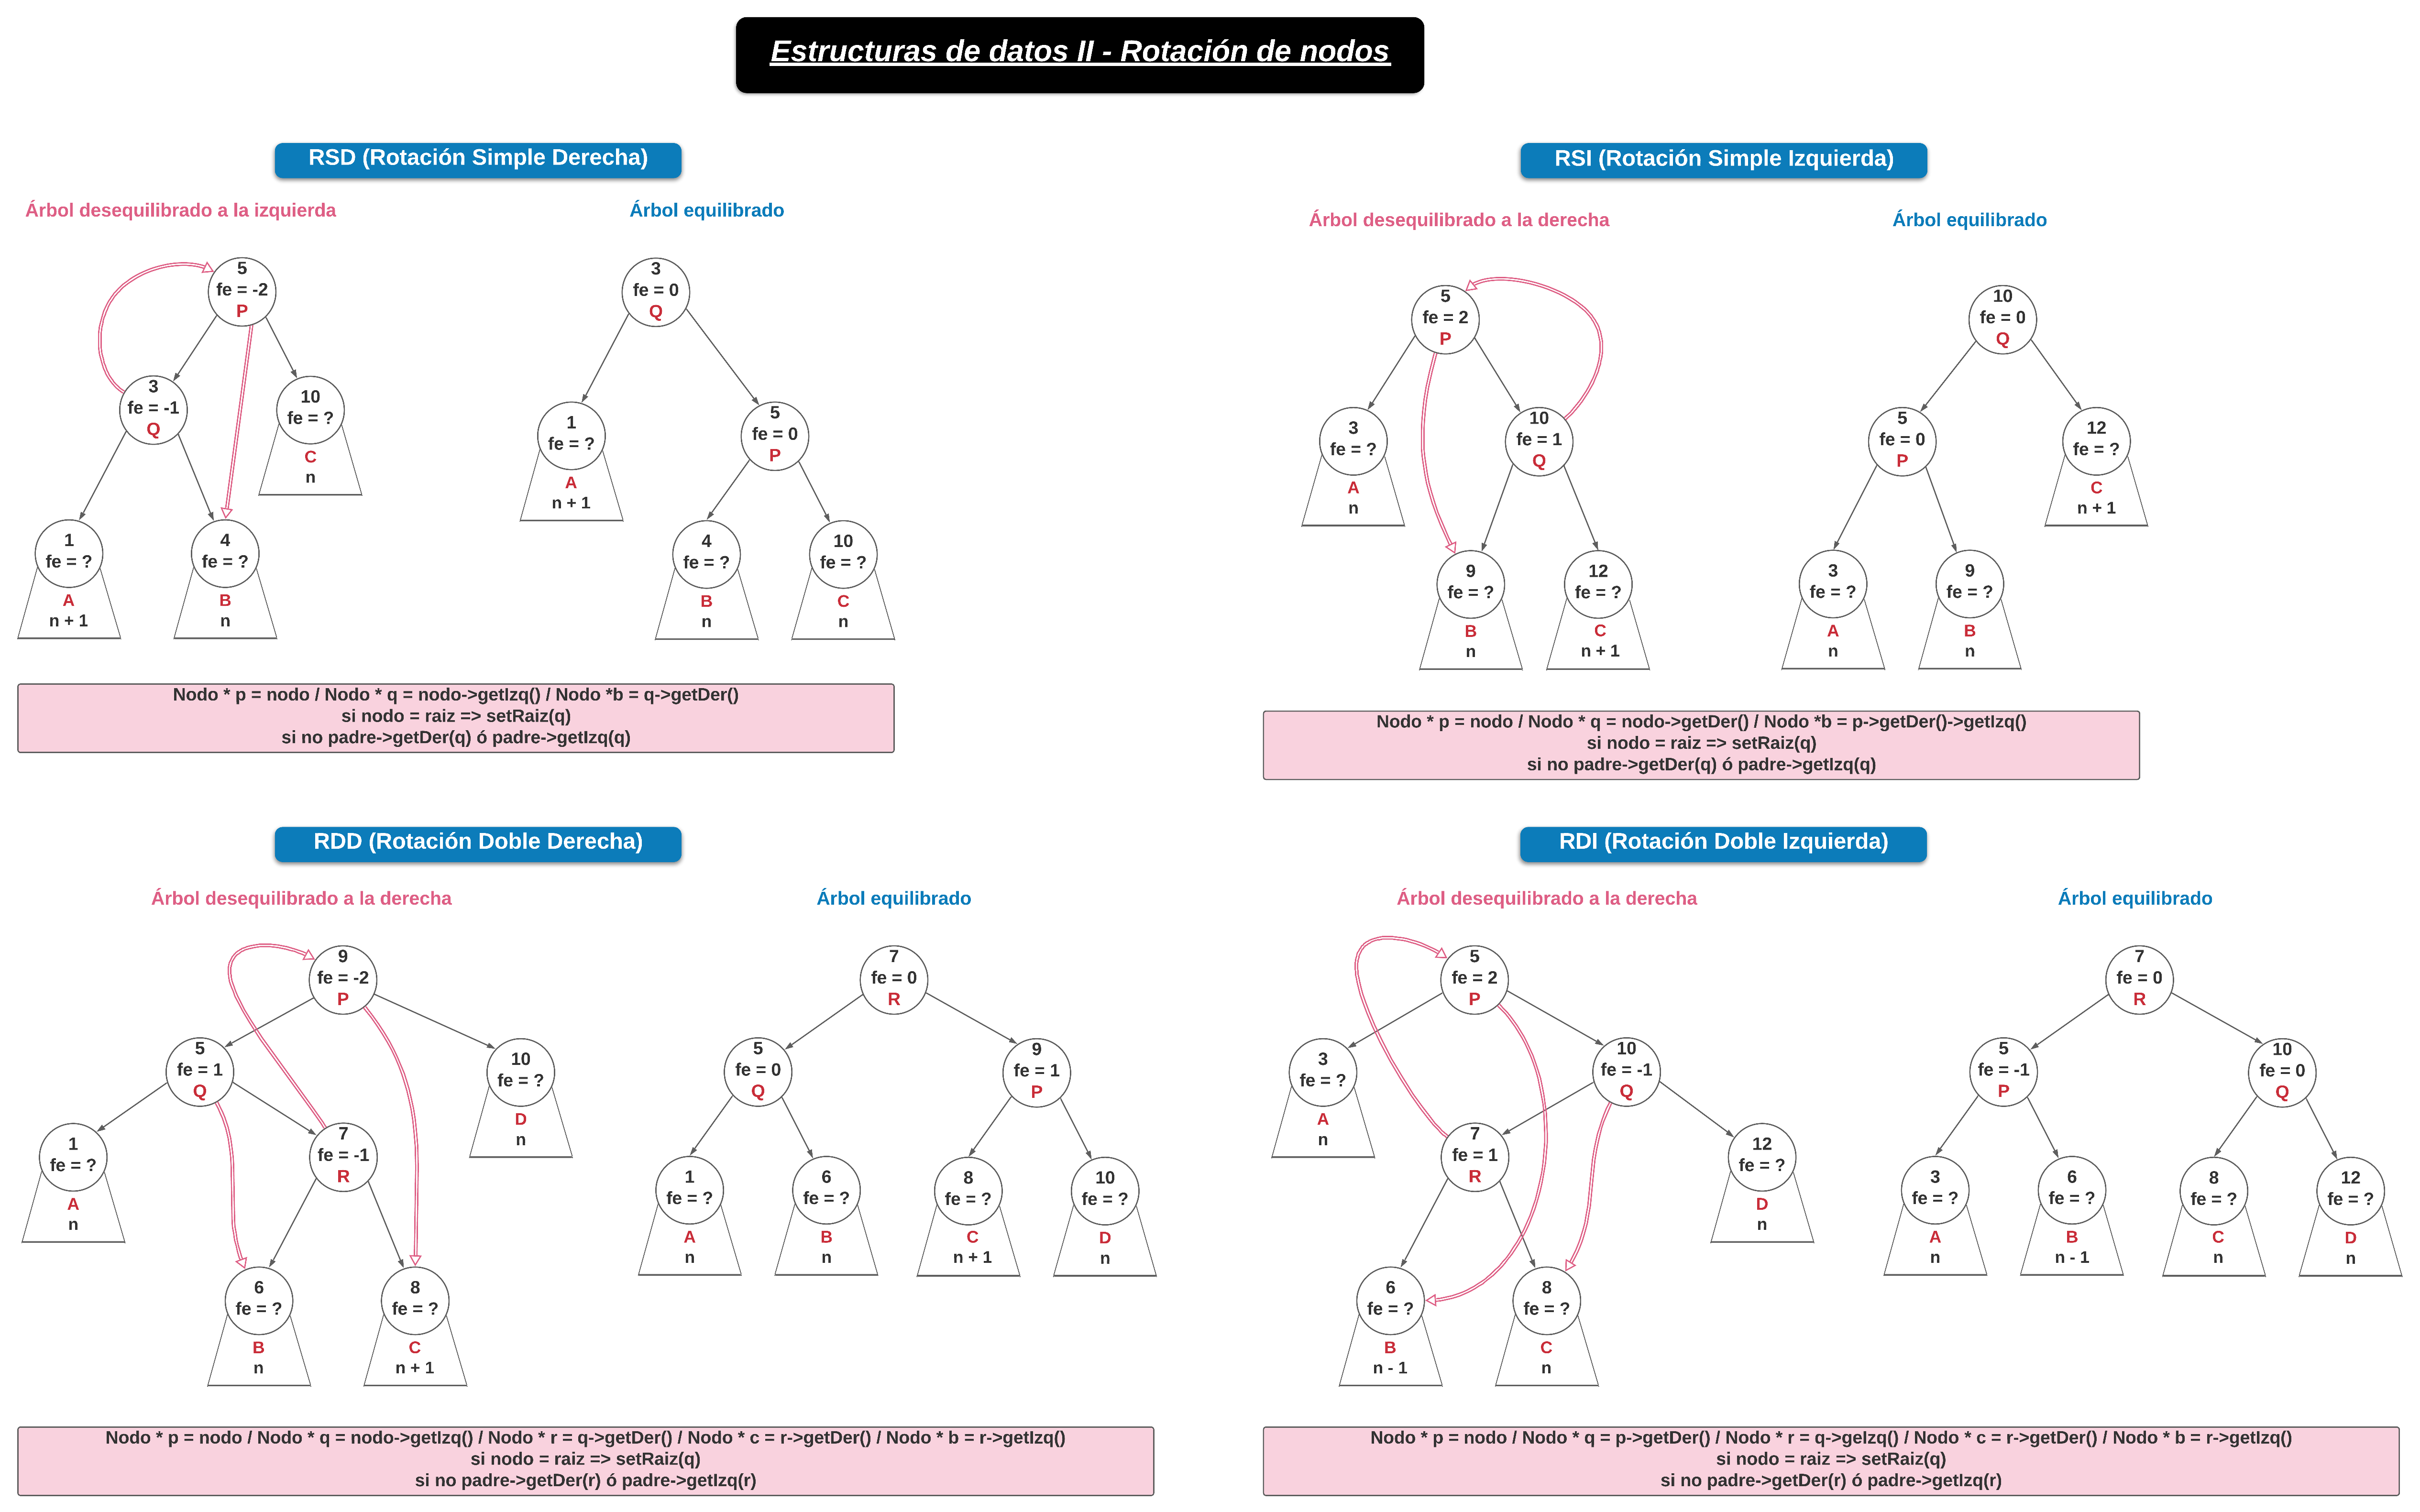 Estructuras de datos II - Rotación de nodos
RSD (Rotación Simple Derecha)
Árbol desequilibrado a la izquierda
Árbol equilibrado
5
fe = -2
P
3
fe = -1
Q
10
fe = ?
C
n
1
fe = ?
A
n + 1
4
fe = ?
B
n
3
fe = 0
Q
1
fe = ?
A
n + 1
5
fe = 0
P
4
fe = ?
B
n
10
fe = ?
C
n
Nodo * p = nodo / Nodo * q = nodo->getIzq() / Nodo *b = q->getDer()
si nodo = raiz => setRaiz(q)
si no padre->getDer(q) ó padre->getIzq(q)
RSI (Rotación Simple Izquierda)
Árbol desequilibrado a la derecha
Árbol equilibrado
5
fe = 2
P
3
fe = ?
A
n
10
fe = 1
Q
9
fe = ?
B
n
12
fe = ?
C
n + 1
10
fe = 0
Q
5
fe = 0
P
12
fe = ?
C
n + 1
3
fe = ?
A
n
9
fe = ?
B
n
Nodo * p = nodo / Nodo * q = nodo->getDer() / Nodo *b = p->getDer()->getIzq()
si nodo = raiz => setRaiz(q)
si no padre->getDer(q) ó padre->getIzq(q)
RDD (Rotación Doble Derecha)
Árbol desequilibrado a la derecha
Árbol equilibrado
9
fe = -2
P
5
fe = 1
Q
10
fe = ?
D
n
1
fe = ?
A
n
7
fe = -1
R
6
fe = ?
B
n
8
fe = ?
C
n + 1
7
fe = 0
R
5
fe = 0
Q
9
fe = 1
P
1
fe = ?
A
n
6
fe = ?
B
n
8
fe = ?
C
n + 1
10
fe = ?
D
n
Nodo * p = nodo / Nodo * q = nodo->getIzq() / Nodo * r = q->getDer() / Nodo * c = r->getDer() / Nodo * b = r->getIzq()
si nodo = raiz => setRaiz(q)
si no padre->getDer(r) ó padre->getIzq(r)
RDI (Rotación Doble Izquierda)
Árbol desequilibrado a la derecha
Árbol equilibrado
5
fe = 2
P
3
fe = ?
A
n
10
fe = -1
Q
7
fe = 1
R
12
fe = ?
D
n
6
fe = ?
B
n - 1
8
fe = ?
C
n
7
fe = 0
R
5
fe = -1
P
10
fe = 0
Q
3
fe = ?
A
n
6
fe = ?
B
n - 1
8
fe = ?
C
n
12
fe = ?
D
n
Nodo * p = nodo / Nodo * q = p->getDer() / Nodo * r = q->geIzq() / Nodo * c = r->getDer() / Nodo * b = r->getIzq()
si nodo = raiz => setRaiz(q)
si no padre->getDer(r) ó padre->getIzq(r)